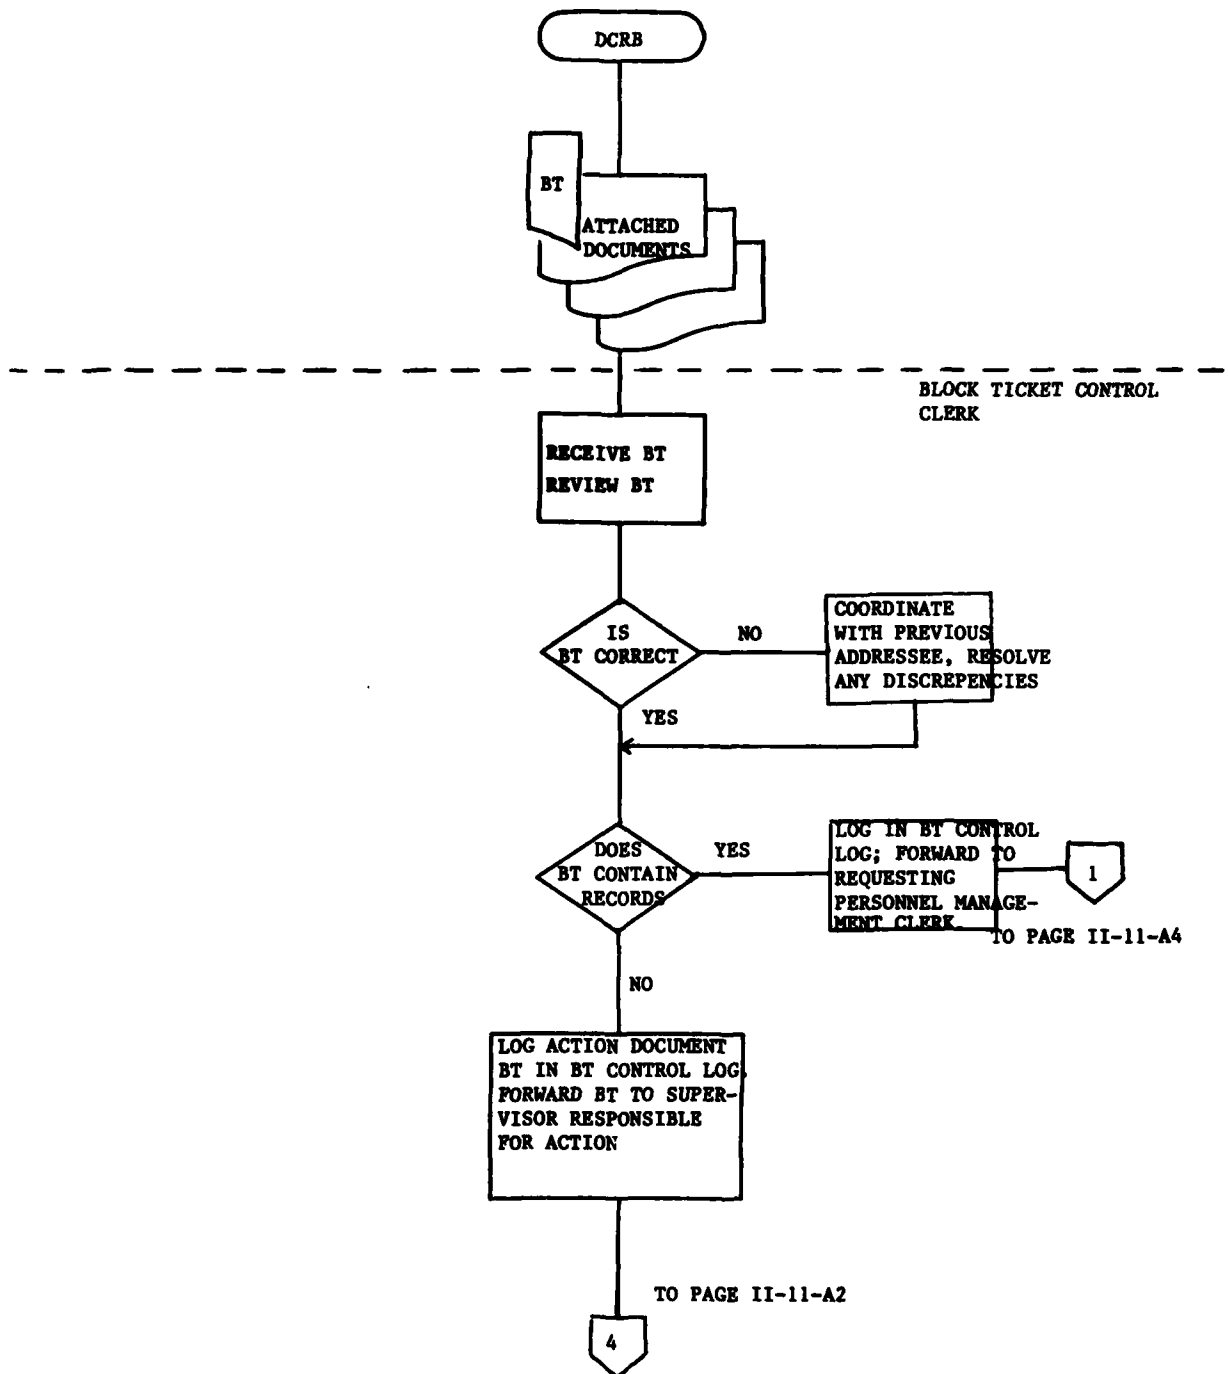 DCRB
BT
ATTACHED
DOCUMENTS
BLOCK TICKET CONTROL
CLERK
RECEIVE BT
REVIEW BT
IS
BT CORRECT
NO
COORDINATE
WITH PREVIOUS
ADDRESSEE, RESOLVE
ANY DISCREPENCIES
YES
DOES
BT CONTAIN
RECORDS
YES
LOG IN BT CONTROL
LOG; FORWARD TO
REQUESTING
PERSONNEL MANAGE-
MENT CLERK.
1
TO PAGE II-11-A4
NO
LOG ACTION DOCUMENT
BT IN BT CONTROL LOG
FORWARD BT TO SUPER-
VISOR RESPONSIBLE
FOR ACTION
TO PAGE II-11-A2
4